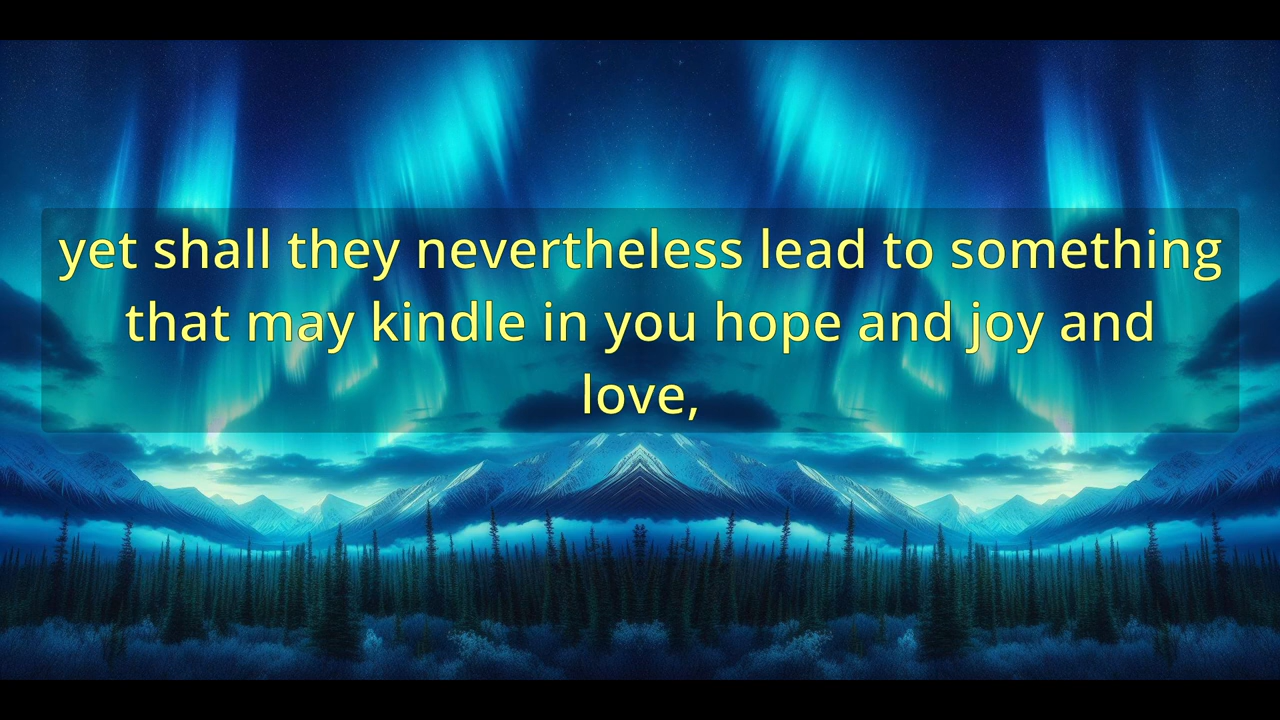 yet shall they nevertheless lead to something
that may kindle in you hope and joy and
love,